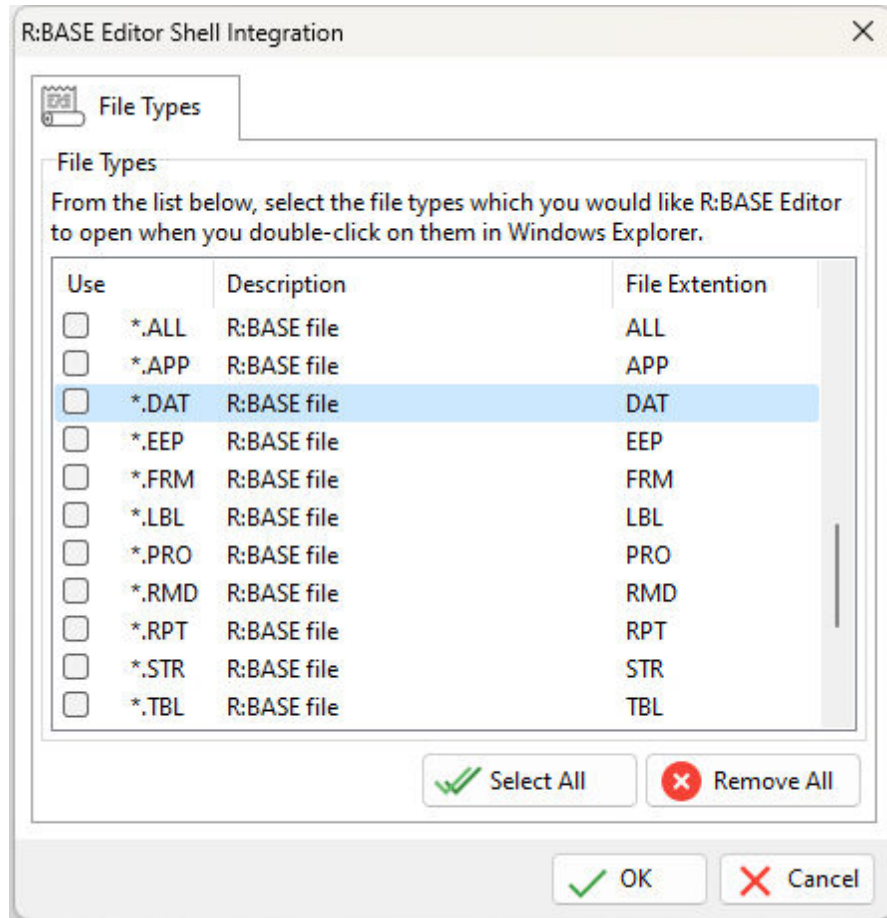 R:BASE Editor Shell Integration
File Types
File Types
From the list below, select the file types which you would like R:BASE Editor
to open when you double-click on them in Windows Explorer.
Use Description File Extention
*.ALL R:BASE file ALL
*.APP R:BASE file APP
*.DAT R:BASE file DAT
*.EEP R:BASE file EEP
*.FRM R:BASE file FRM
*.LBL R:BASE file LBL
*.PRO R:BASE file PRO
*.RMD R:BASE file RMD
*.RPT R:BASE file RPT
*.STR R:BASE file STR
*.TBL R:BASE file TBL
Select All Remove All
OK Cancel